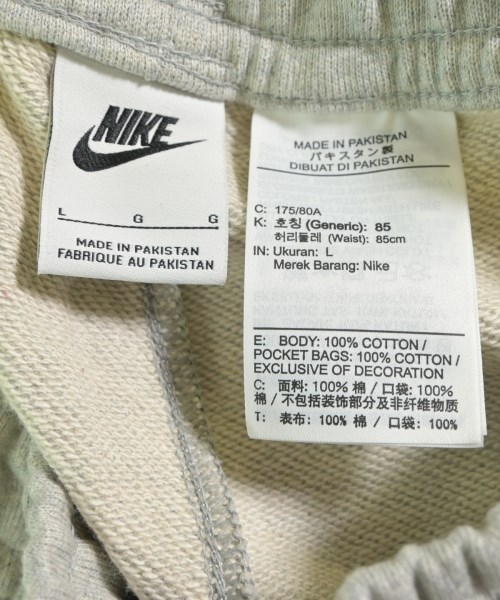 NIKE
L G G
MADE IN PAKISTAN
FABRIQUE AU PAKISTAN
MADE IN PAKISTAN
パキスタン製
DIBUAT DI PAKISTAN
C: 175/80A
K: 호칭 (Generic): 85
허리둘레 (Waist): 85cm
IN: Ukuran: L
Merek Barang: Nike
E: BODY: 100% COTTON/
POCKET BAGS: 100% COTTON/
EXCLUSIVE OF DECORATION
C: 面料: 100% 棉 / 口袋: 100%
棉 / 不包括装饰部分及非纤维物质
T: 表布: 100% 棉 / 口袋: 100%